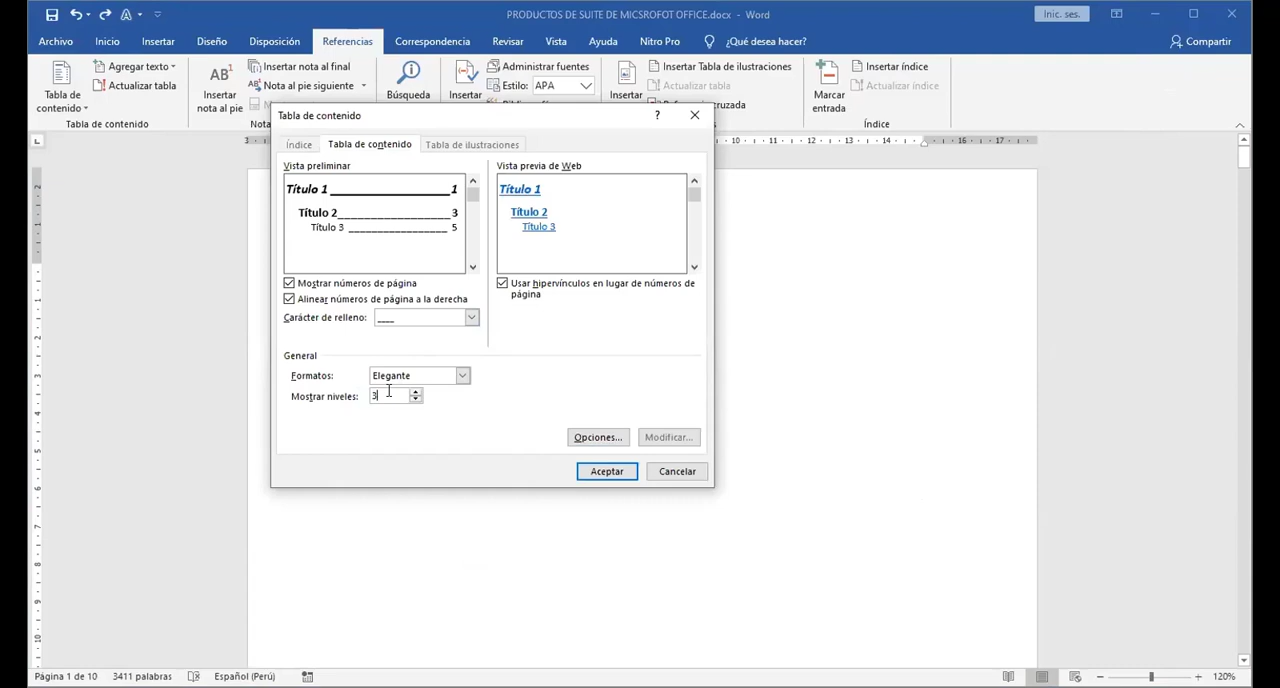 PRODUCTOS DE SUITE DE MICSROFOT OFFICE.docx - Word
Inic. ses.
Archivo Inicio Insertar Diseño Disposición Referencias Correspondencia Revisar Vista Ayuda Nitro Pro ¿Qué desea hacer? Compartir
Tabla de contenido
Agregar texto
Actualizar tabla
Tabla de contenido
AB1
Insertar nota al pie
Insertar nota al final
Nota al pie siguiente
Búsqueda
Insertar
Administrar fuentes
Estilo: APA
Insertar
Insertar Tabla de ilustraciones
Actualizar tabla
Marcar entrada
Insertar índice
Actualizar índice
Índice
Tabla de contenido ?
Índice Tabla de contenido Tabla de ilustraciones
Vista preliminar
Título 1 1
Título 2 3
Título 3 5
Vista previa de Web
Título 1
Título 2
Título 3
Mostrar números de página
Alinear números de página a la derecha
Carácter de relleno: ____
Usar hipervínculos en lugar de números de
página
General
Formatos: Elegante
Mostrar niveles: 3
Opciones... Modificar...
Aceptar Cancelar
Página 1 de 10 3411 palabras Español (Perú) 120%